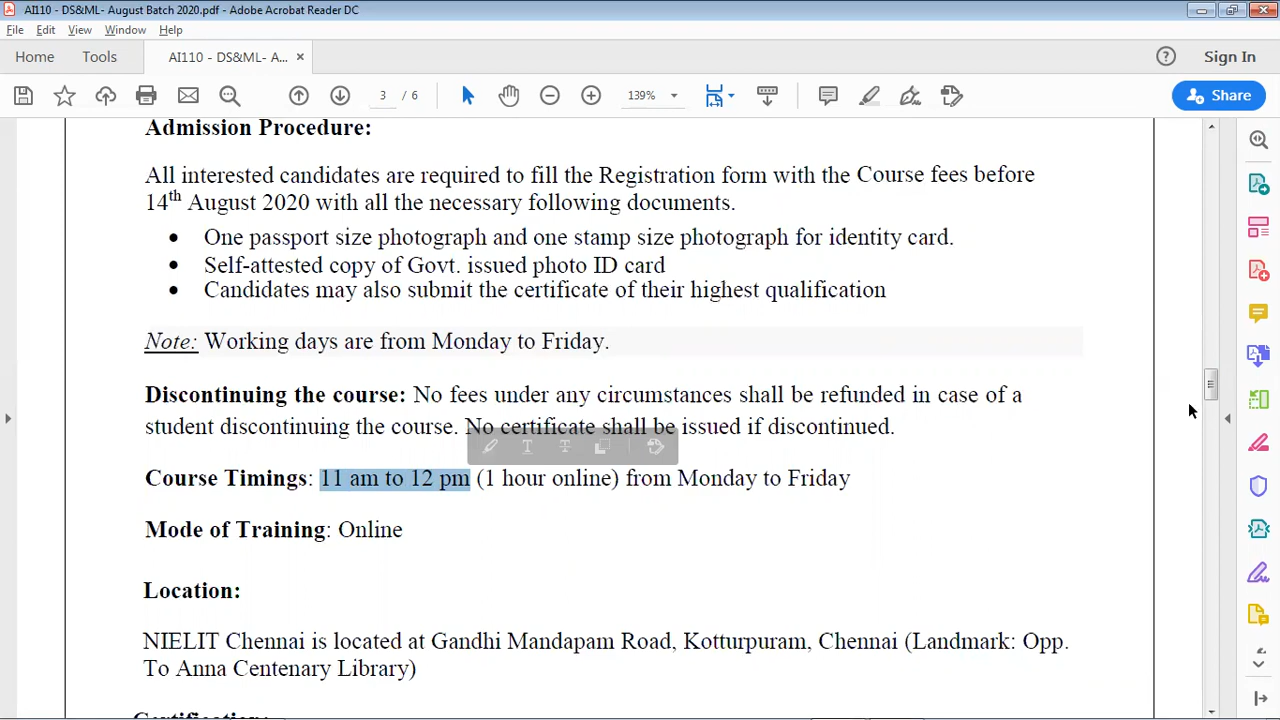 AI110 - DS&ML- August Batch 2020.pdf - Adobe Acrobat Reader DC
File Edit View Window Help
Home Tools AI110 - DS&ML- A... × Sign In
3 / 6 139% Share
Admission Procedure:
All interested candidates are required to fill the Registration form with the Course fees before
14th August 2020 with all the necessary following documents.
• One passport size photograph and one stamp size photograph for identity card.
• Self-attested copy of Govt. issued photo ID card
• Candidates may also submit the certificate of their highest qualification
Note: Working days are from Monday to Friday.
Discontinuing the course: No fees under any circumstances shall be refunded in case of a
student discontinuing the course. No certificate shall be issued if discontinued.
Course Timings: 11 am to 12 pm (1 hour online) from Monday to Friday
Mode of Training: Online
Location:
NIELIT Chennai is located at Gandhi Mandapam Road, Kotturpuram, Chennai (Landmark: Opp.
To Anna Centenary Library)
Certification: